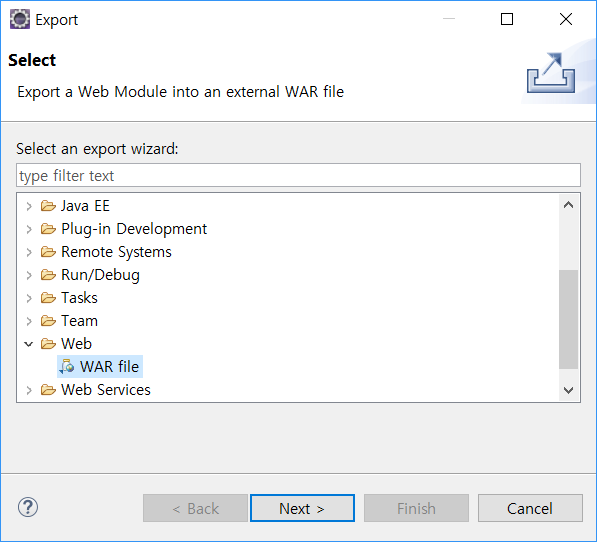 Export
Select
Export a Web Module into an external WAR file
Select an export wizard:
type filter text
Java EE
Plug-in Development
Remote Systems
Run/Debug
Tasks
Team
Web
WAR file
Web Services
? < Back Next > Finish Cancel